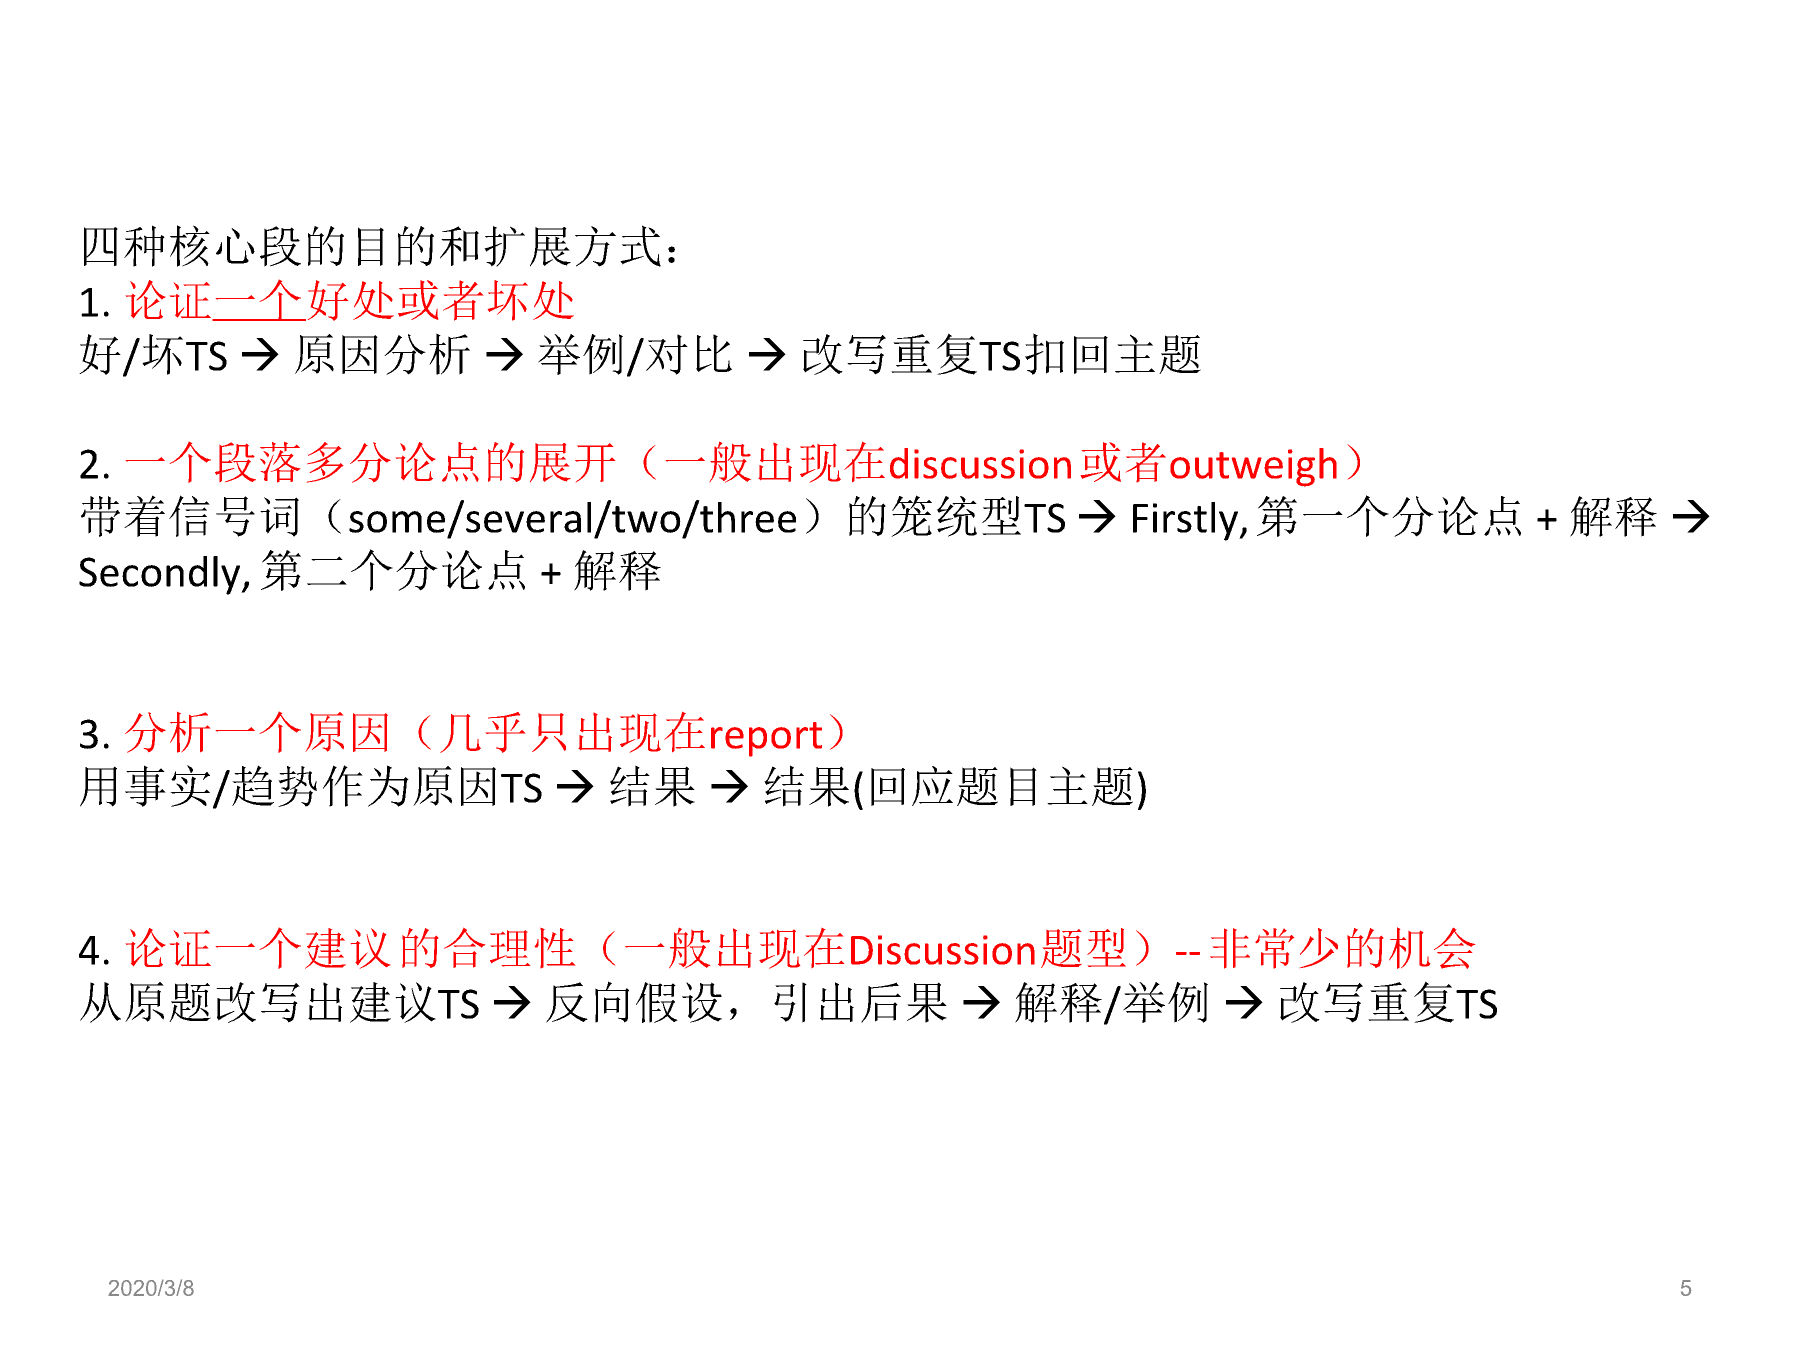 四种核心段的目的和扩展方式：
1. 论证一个好处或者坏处
好/坏TS → 原因分析 → 举例/对比 → 改写重复TS扣回主题
2. 一个段落多分论点的展开（一般出现在discussion或者outweigh）
带着信号词（some/several/two/three）的笼统型TS → Firstly,第一个分论点 + 解释 →
Secondly,第二个分论点 + 解释
3. 分析一个原因（几乎只出现在report）
用事实/趋势作为原因TS → 结果 → 结果(回应题目主题)
4. 论证一个建议的合理性（一般出现在Discussion题型）-- 非常少的机会
从原题改写出建议TS → 反向假设，引出后果 → 解释/举例 → 改写重复TS
2020/3/8
5